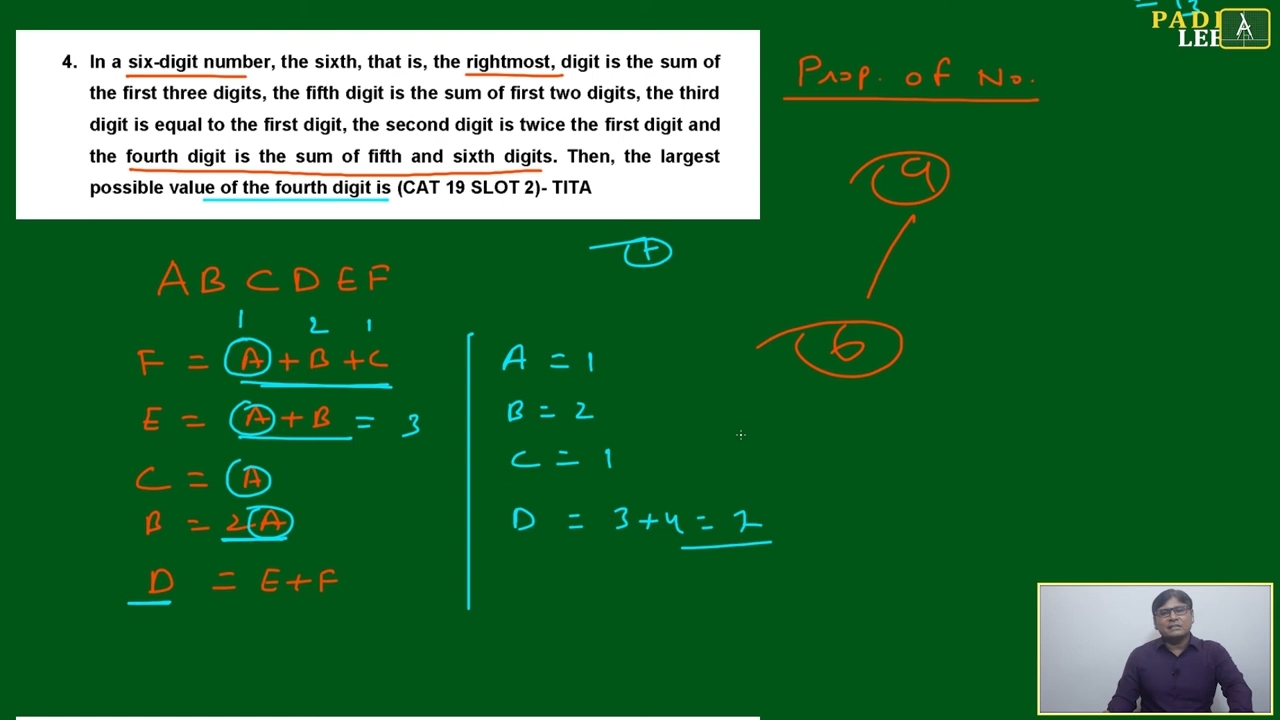 PADI
LEE
4. In a six-digit number, the sixth, that is, the rightmost, digit is the sum of
the first three digits, the fifth digit is the sum of first two digits, the third
digit is equal to the first digit, the second digit is twice the first digit and
the fourth digit is the sum of fifth and sixth digits. Then, the largest
possible value of the fourth digit is (CAT 19 SLOT 2)- TITA
Prop. of No.
9
6
7
A B C D E F
1 2 1
F = A + B + C
E = A + B = 3
C = A
B = 2A
D = E + F
A = 1
B = 2
C = 1
D = 3 + 4 = 7